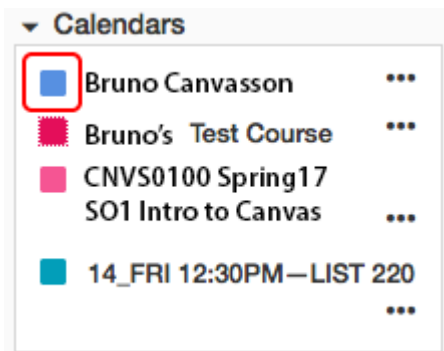 Calendars
Bruno Canvasson
Bruno's Test Course
CNVS0100 Spring17
SO1 Intro to Canvas
14_FRI 12:30PM—LIST 220